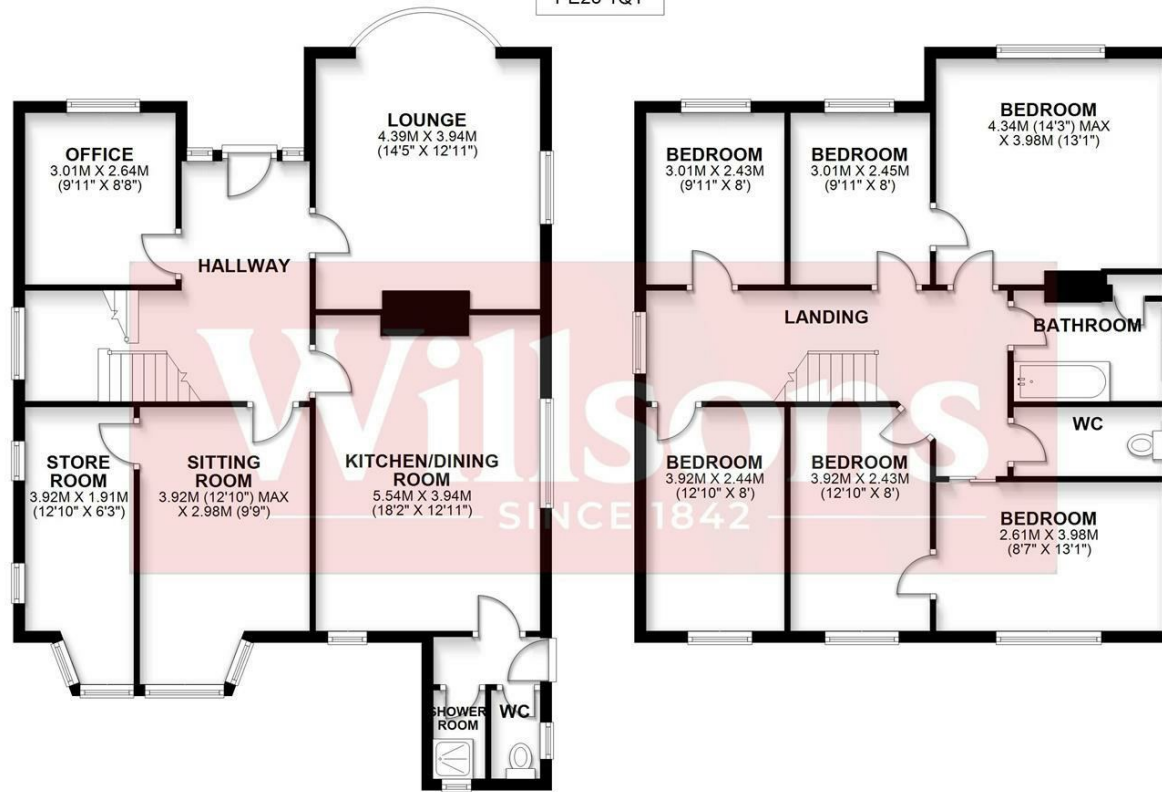 LOUNGE
4.39M X 3.94M
(14'5" X 12'11")
OFFICE
3.01M X 2.64M
(9'11" X 8'8")
HALLWAY
STORE
ROOM
3.92M X 1.91M
(12'10" X 6'3")
SITTING
ROOM
3.92M (12'10") MAX
X 2.98M (9'9")
KITCHEN/DINING
ROOM
5.54M X 3.94M
(18'2" X 12'11")
SHOWER
ROOM
WC
BEDROOM
3.01M X 2.43M
(9'11" X 8')
BEDROOM
3.01M X 2.45M
(9'11" X 8')
BEDROOM
4.34M (14'3") MAX
X 3.98M (13'1")
LANDING
BATHROOM
WC
BEDROOM
3.92M X 2.44M
(12'10" X 8')
BEDROOM
3.92M X 2.43M
(12'10" X 8')
BEDROOM
2.61M X 3.98M
(8'7" X 13'1")
Willsons
SINCE 1842